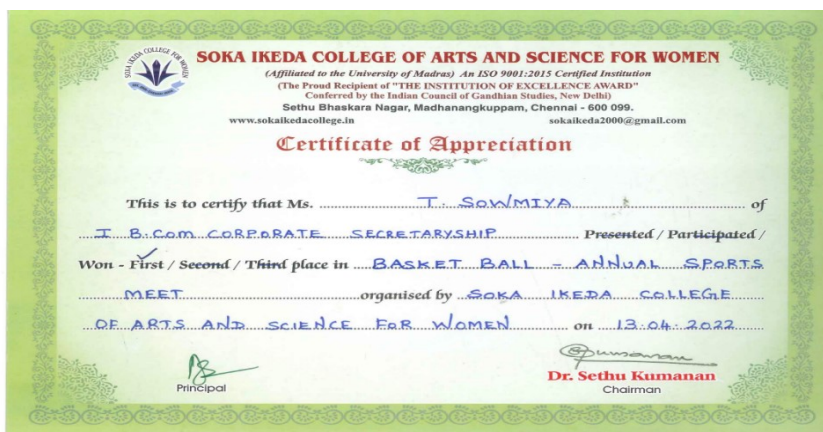 SOKA IKEDA COLLEGE OF ARTS AND SCIENCE FOR WOMEN
(Affiliated to the University of Madras) An ISO 9001:2015 Certified Institution
(The Proud Recipient of "THE INSTITUTION OF EXCELLENCE AWARD"
Conferred by the Indian Council of Gandhian Studies, New Delhi)
Sethu Bhaskara Nagar, Madhanangkuppam, Chennai - 600 099.
www.sokaikedacollege.in sokaikeda2000@gmail.com
Certificate of Appreciation
This is to certify that Ms. T. SOWMIYA of
I B.Com CORPORATE SECRETARYSHIP Presented / Participated /
Won - First / Second / Third place in BASKET BALL - ANNUAL SPORTS
MEET organised by SOKA IKEDA COLLEGE
OF ARTS AND SCIENCE FOR WOMEN on 13.04.2022
Principal
Dr. Sethu Kumanan
Chairman